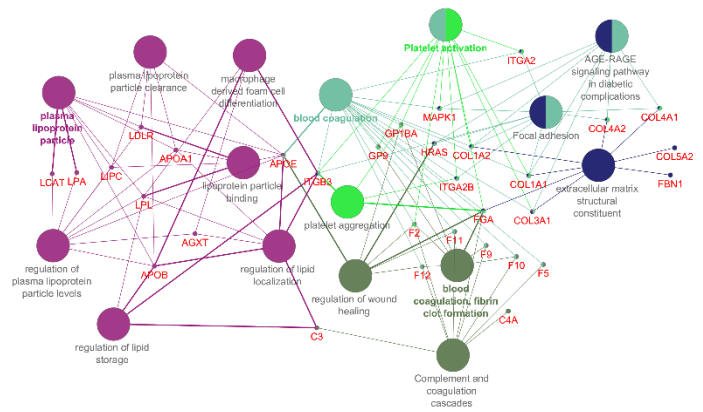 Platelet activation
ITGA2
AGE-RAGE
signaling pathway
in diabetic
complications
plasma lipoprotein
particle clearance
macrophage
derived foam cell
differentiation
plasma
lipoprotein
particle
blood coagulation
MAPK1
COL4A1
COL4A2
Focal adhesion
LDLR
GP1BA
HRAS
GP9
COL1A2
COL5A2
APOA1
APOE
LCAT
LPA
LIPC
lipoprotein particle
binding
ITGB3
ITGA2B
COL1A1
extracellular matrix
structural
constituent
FBN1
LPL
platelet aggregation
FGA
COL3A1
regulation of
plasma lipoprotein
particle levels
AGXT
APOB
regulation of lipid
localization
F2
F11
F9
F12
F10
F5
regulation of wound
healing
blood
coagulation, fibrin
clot formation
regulation of lipid
storage
C3
C4A
Complement and
coagulation
cascades